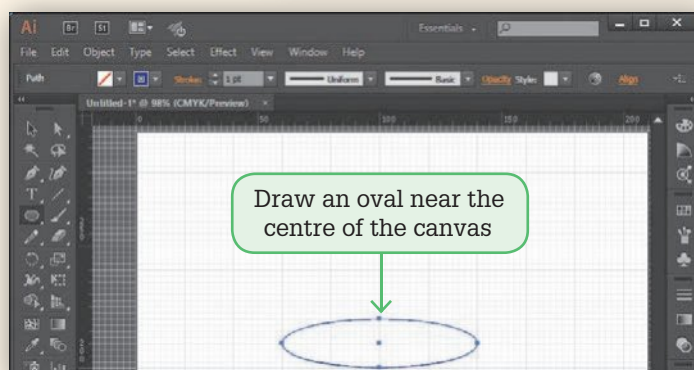 Ai Br St Essentials
File Edit Object Type Select Effect View Window Help
Path Stroke: 1 pt Uniform Basic Opacity Style: Align
Untitled-1* @ 98% (CMYK/Preview) ×
0 50 100 150 200
Draw an oval near the
centre of the canvas